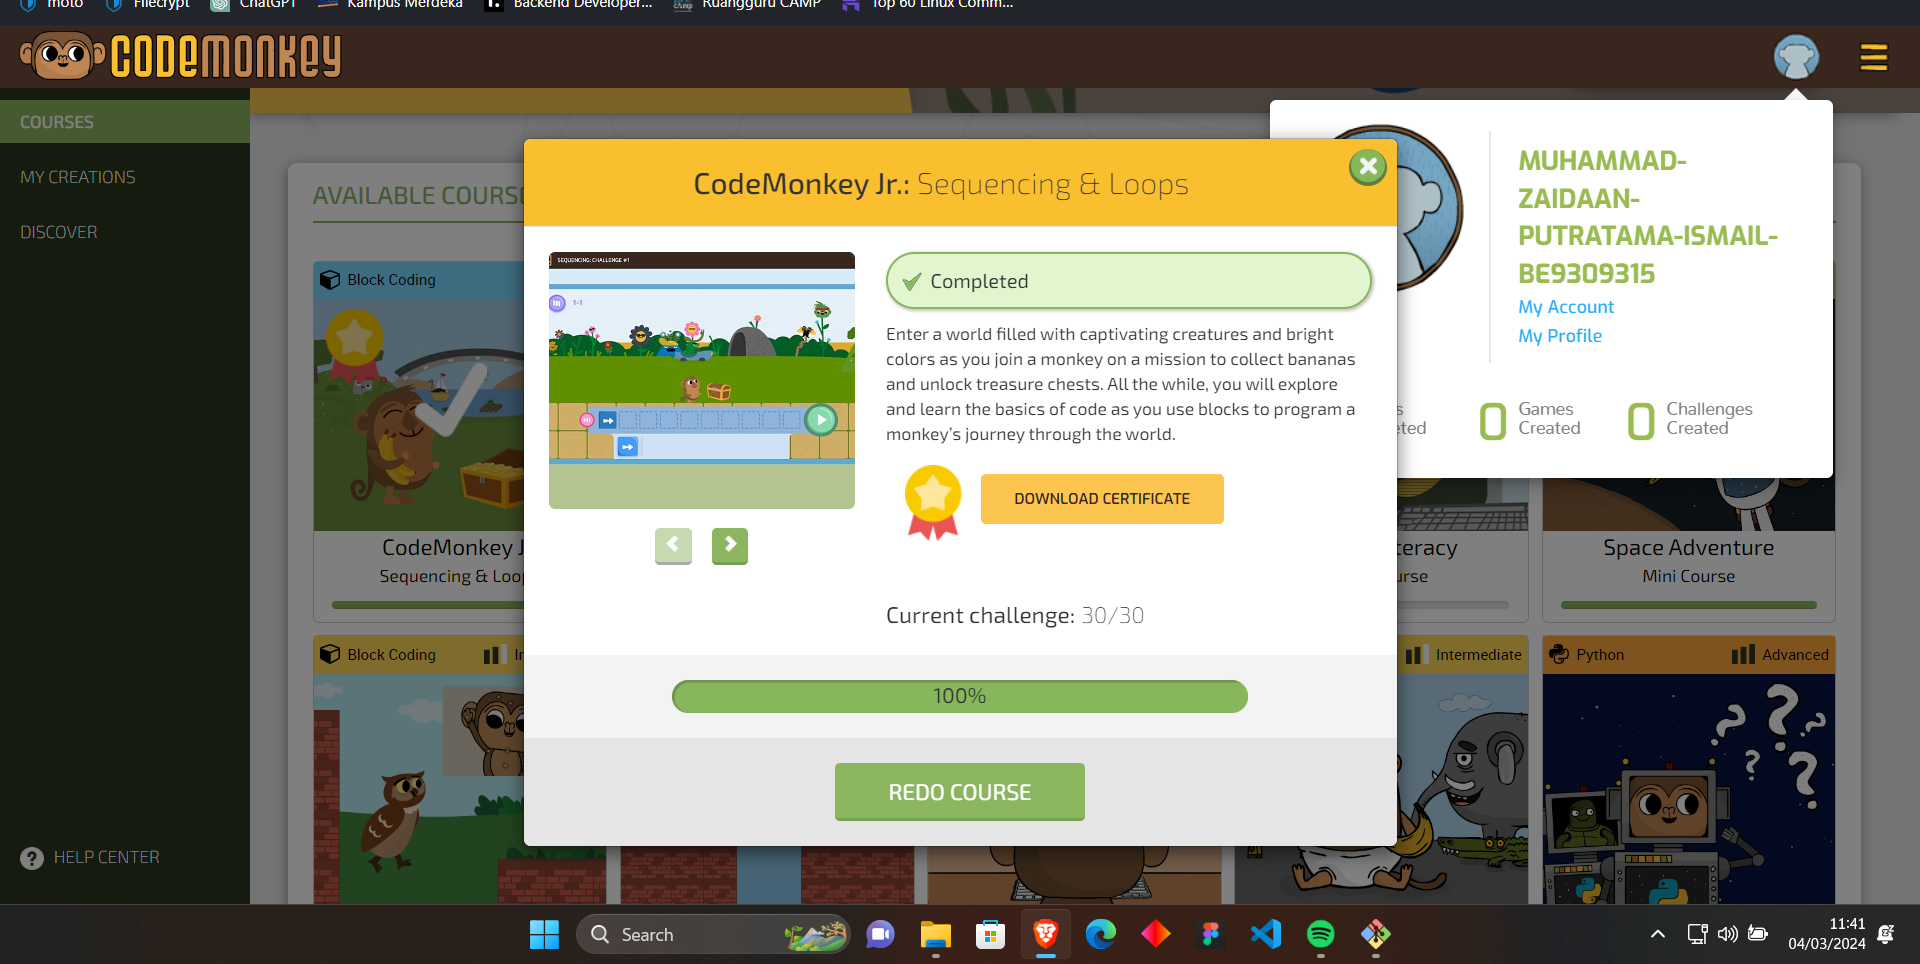 moto
Filecrypt
ChatGPT
Kampus Merdeka
Backend Developer...
Ruangguru CAMP
Top 60 Linux Comm...
CODEMONKEY
COURSES
MY CREATIONS
DISCOVER
HELP CENTER
AVAILABLE COURSE
Block Coding
CodeMonkey J
Sequencing & Loop
Block Coding
CodeMonkey Jr.: Sequencing & Loops
SEQUENCING: CHALLENGE #1
1-1
Completed
Enter a world filled with captivating creatures and bright
colors as you join a monkey on a mission to collect bananas
and unlock treasure chests. All the while, you will explore
and learn the basics of code as you use blocks to program a
monkey's journey through the world.
DOWNLOAD CERTIFICATE
Current challenge: 30/30
100%
REDO COURSE
MUHAMMAD-
ZAIDAAN-
PUTRATAMA-ISMAIL-
BE9309315
My Account
My Profile
0 Games
Created
0 Challenges
Created
Space Adventure
Mini Course
Intermediate
Python
Advanced
Search
11:41
04/03/2024